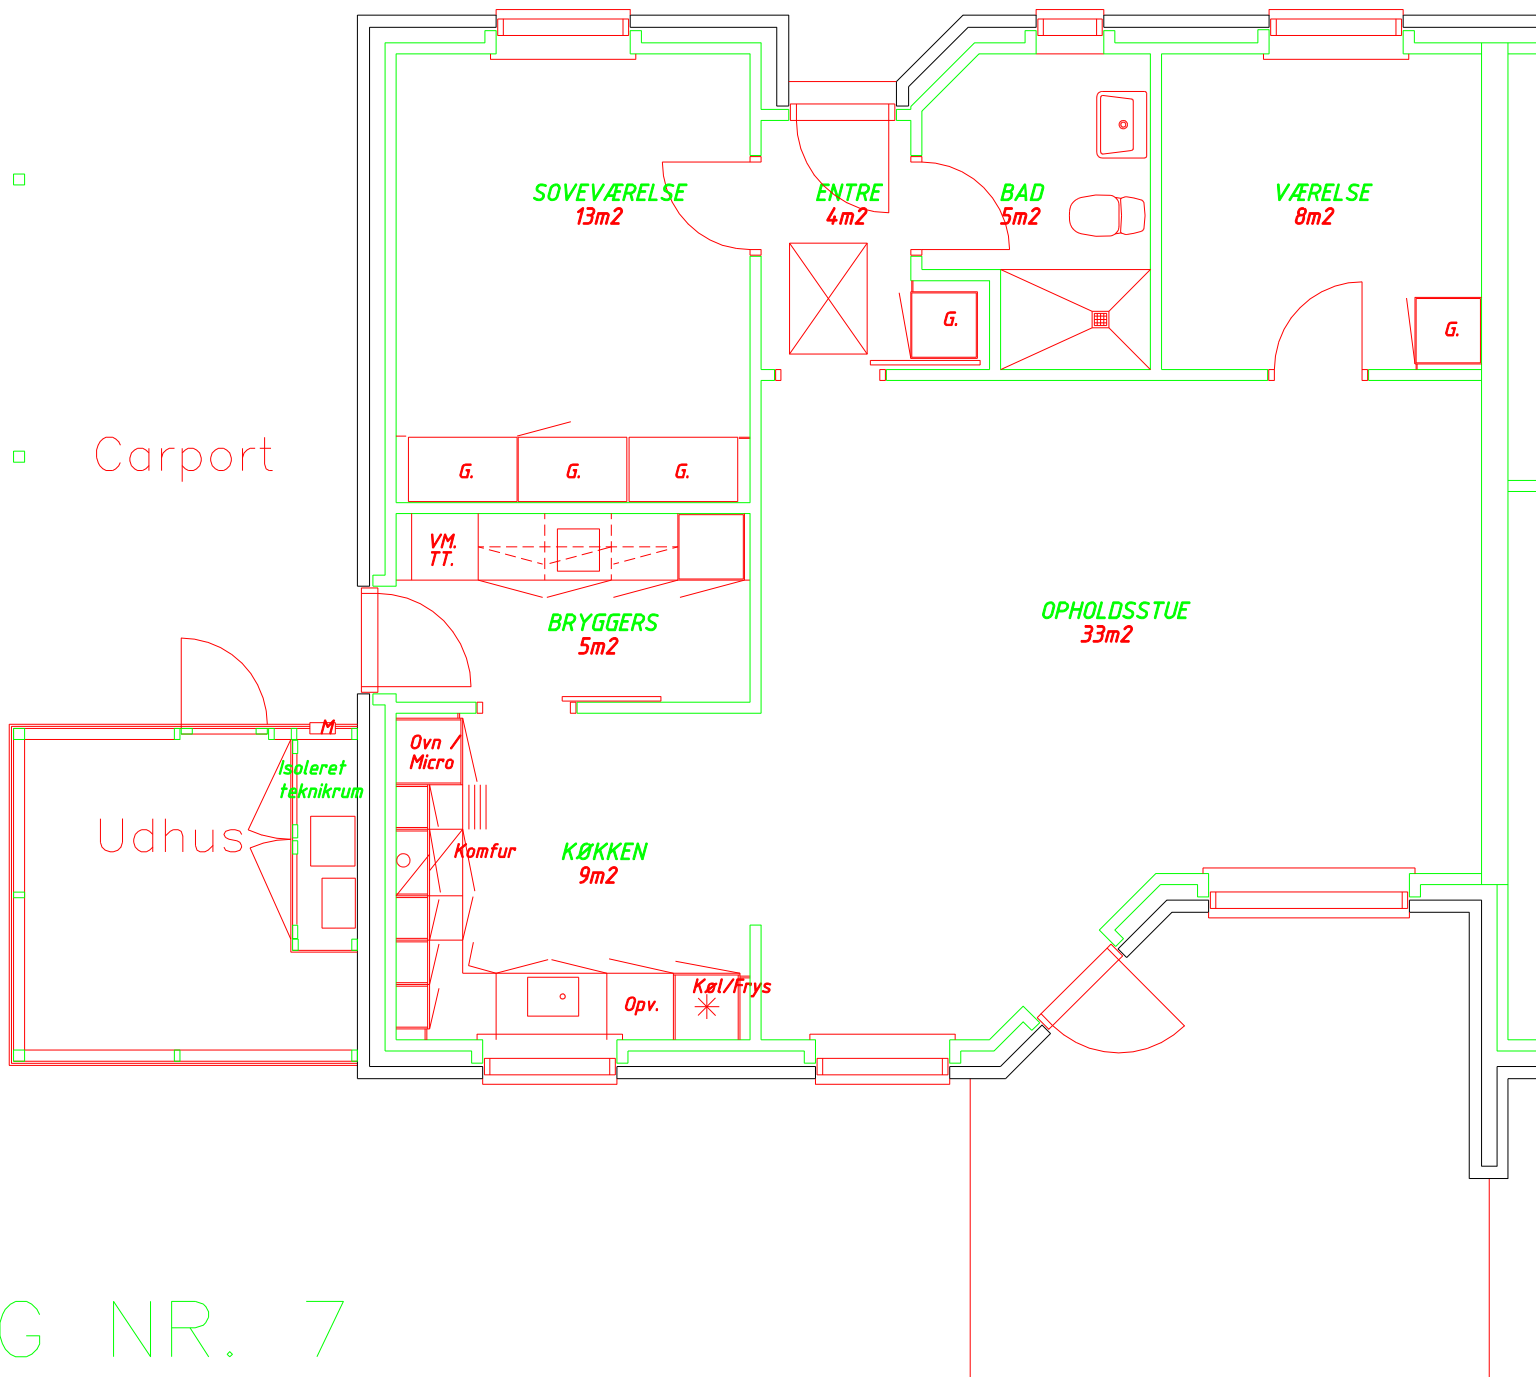 SOVEVÆRELSE
13m2
ENTRE
4m2
BAD
5m2
VÆRELSE
8m2
G.
G.
Carport
G.
G.
G.
VM.
TT.
BRYGGERS
5m2
OPHOLDSSTUE
33m2
M
Isoleret
teknikrum
Udhus
Ovn /
Micro
Komfur
KØKKEN
9m2
Opv.
Køl/Frys
G NR. 7